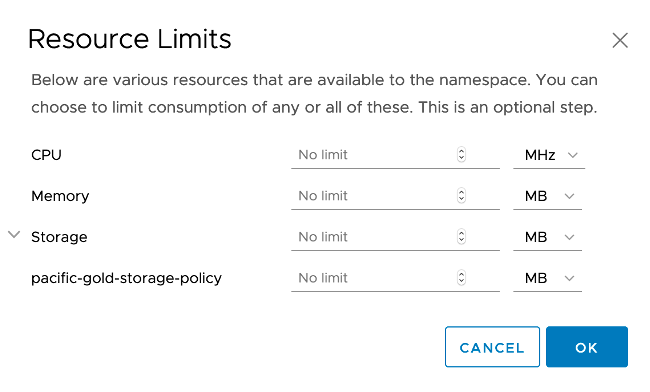 Resource Limits
Below are various resources that are available to the namespace. You can
choose to limit consumption of any or all of these. This is an optional step.
CPU No limit MHz
Memory No limit MB
Storage No limit MB
pacific-gold-storage-policy No limit MB
CANCEL OK